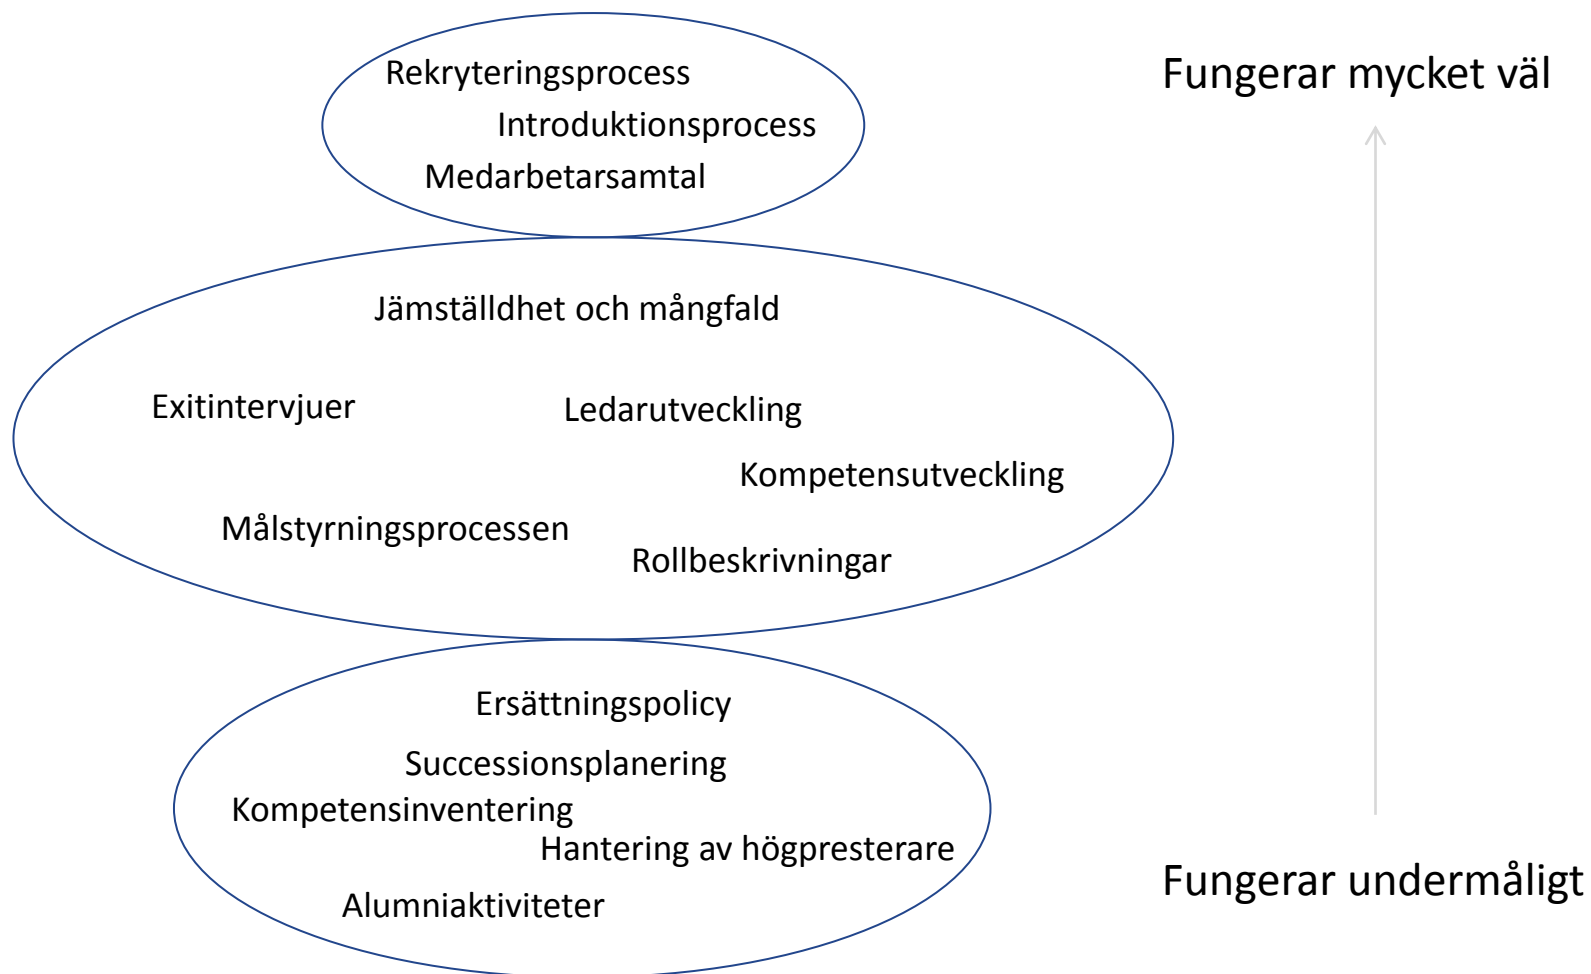 Rekryteringsprocess
Fungerar mycket väl
Introduktionsprocess
Medarbetarsamtal
Jämställdhet och mångfald
Exitintervjuer
Ledarutveckling
Kompetensutveckling
Målstyrningsprocessen
Rollbeskrivningar
Ersättningspolicy
Successionsplanering
Kompetensinventering
Hantering av högpresterare
Fungerar undermåligt
Alumniaktiviteter